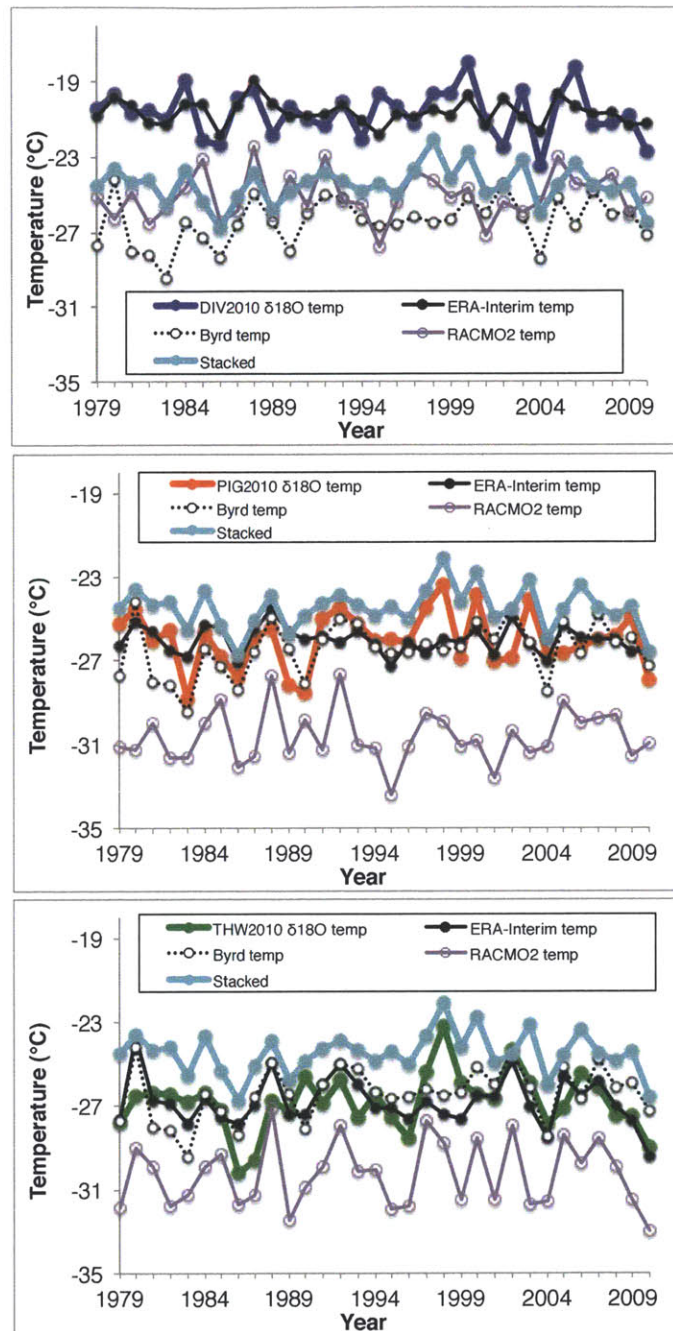 -19
-23
-27
-31
-35
Temperature (°C)
DIV2010 δ18O temp
ERA-Interim temp
Byrd temp
RACMO2 temp
Stacked
1979 1984 1989 1994 1999 2004 2009
Year
-19
-23
-27
-31
-35
Temperature (°C)
PIG2010 δ18O temp
ERA-Interim temp
Byrd temp
RACMO2 temp
Stacked
1979 1984 1989 1994 1999 2004 2009
Year
-19
-23
-27
-31
-35
Temperature (°C)
THW2010 δ18O temp
ERA-Interim temp
Byrd temp
RACMO2 temp
Stacked
1979 1984 1989 1994 1999 2004 2009
Year